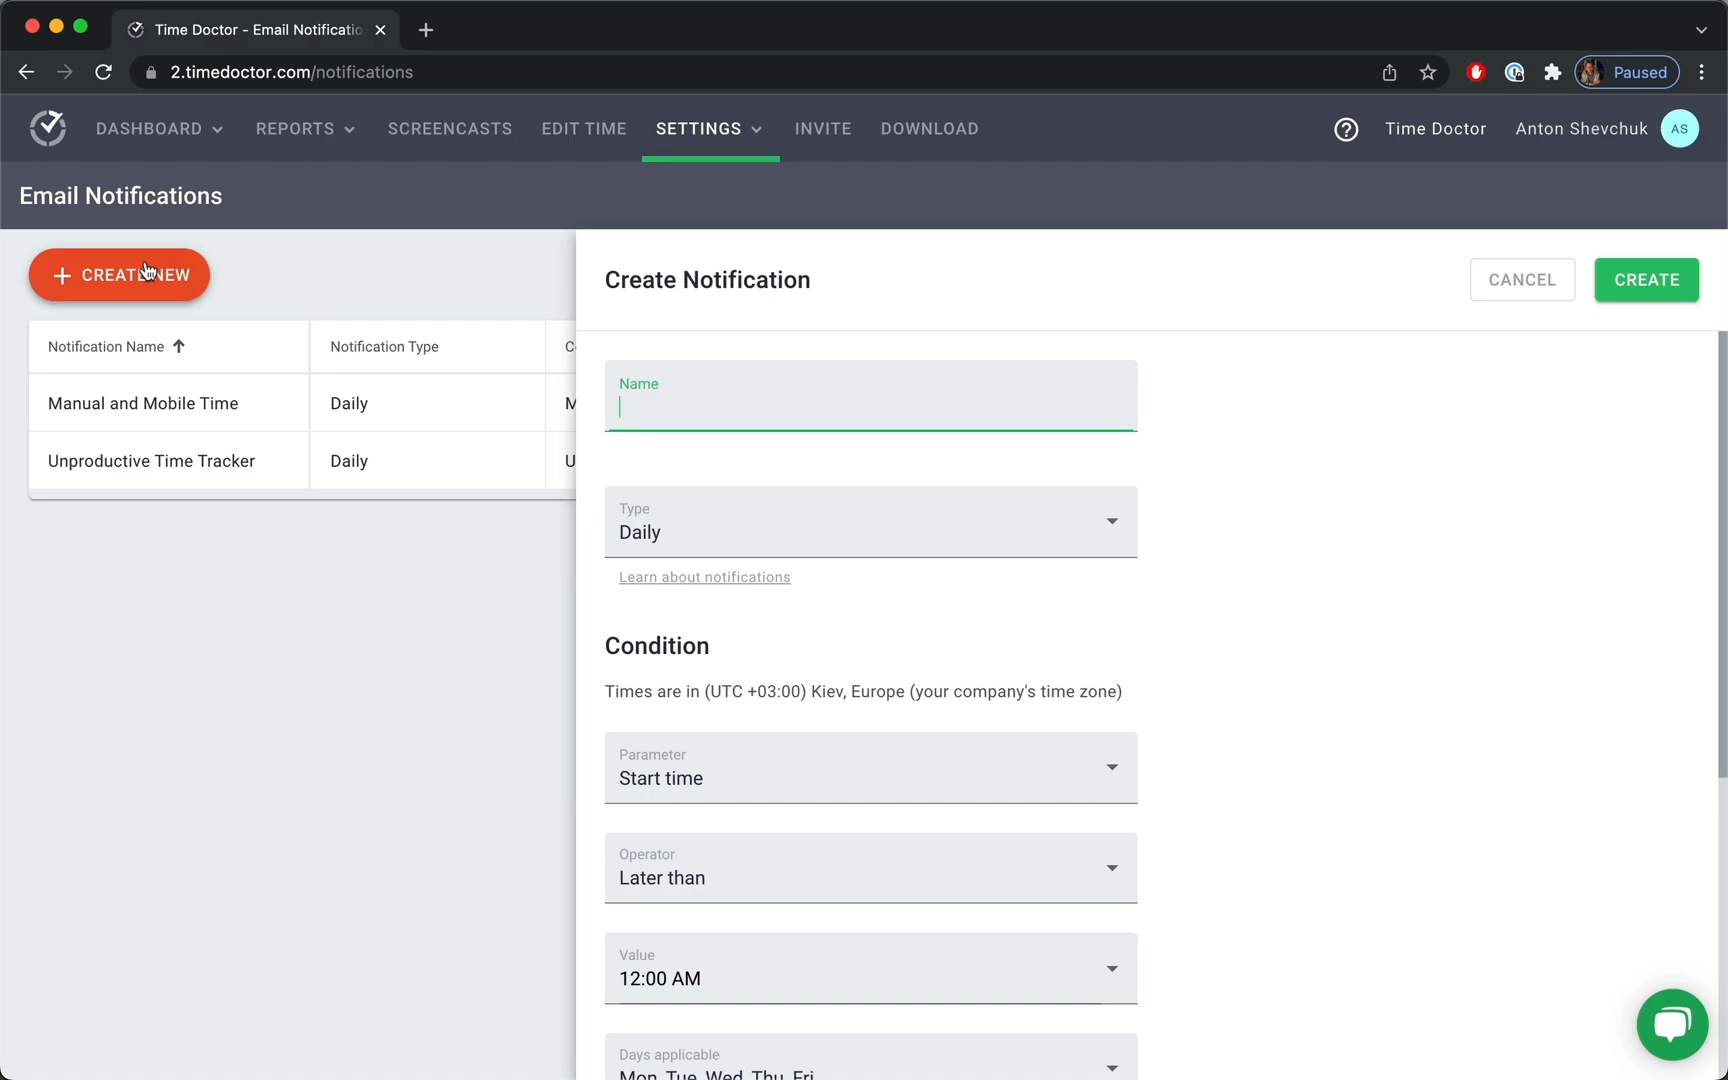 Time Doctor - Email Notificatio
2.timedoctor.com/notifications
Paused
DASHBOARD REPORTS SCREENCASTS EDIT TIME SETTINGS INVITE DOWNLOAD
Time Doctor Anton Shevchuk AS
Email Notifications
+ CREATE NEW
Create Notification
CANCEL CREATE
Notification Name Notification Type
Manual and Mobile Time Daily M
Unproductive Time Tracker Daily U
Name
Type
Daily
Learn about notifications
Condition
Times are in (UTC +03:00) Kiev, Europe (your company's time zone)
Parameter
Start time
Operator
Later than
Value
12:00 AM
Days applicable
Mon, Tue, Wed, Thu, Fri